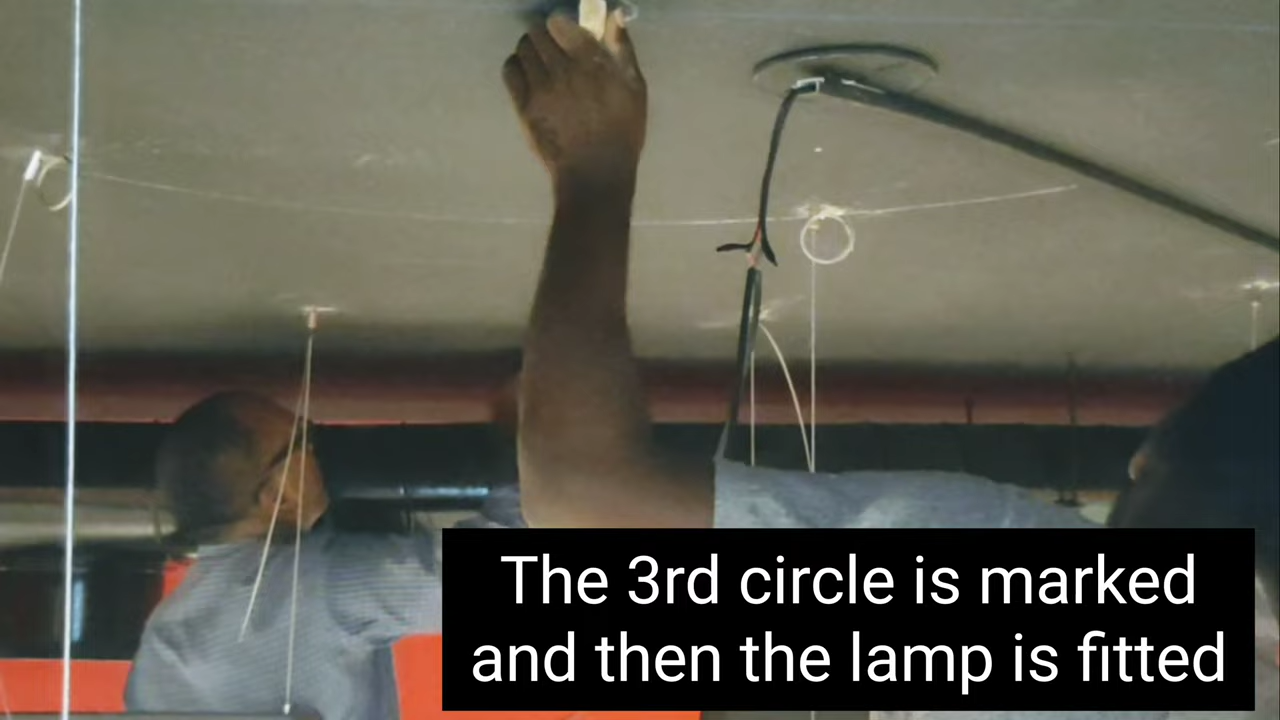 The 3rd circle is marked
and then the lamp is fitted